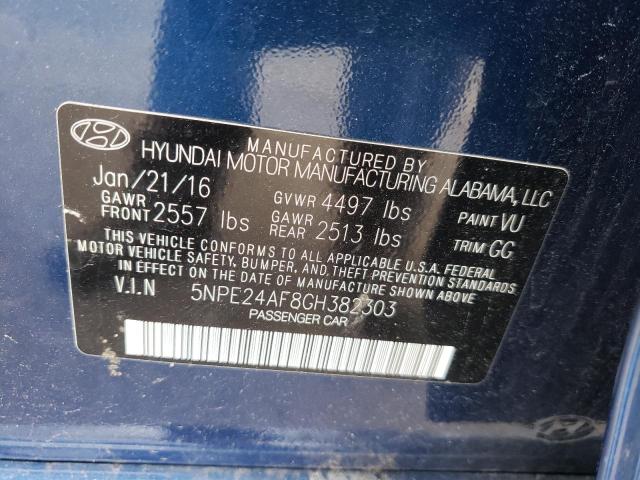 MANUFACTURED BY
HYUNDAI MOTOR MANUFACTURING ALABAMA, LLC
Jan/21/16 GVWR 4497 lbs PAINT VU
GAWR FRONT 2557 lbs GAWR REAR 2513 lbs TRIM GG
THIS VEHICLE CONFORMS TO ALL APPLICABLE U.S.A. FEDERAL
MOTOR VEHICLE SAFETY, BUMPER, AND THEFT PREVENTION STANDARDS
IN EFFECT ON THE DATE OF MANUFACTURE SHOWN ABOVE.
V.I.N 5NPE24AF8GH382303
PASSENGER CAR